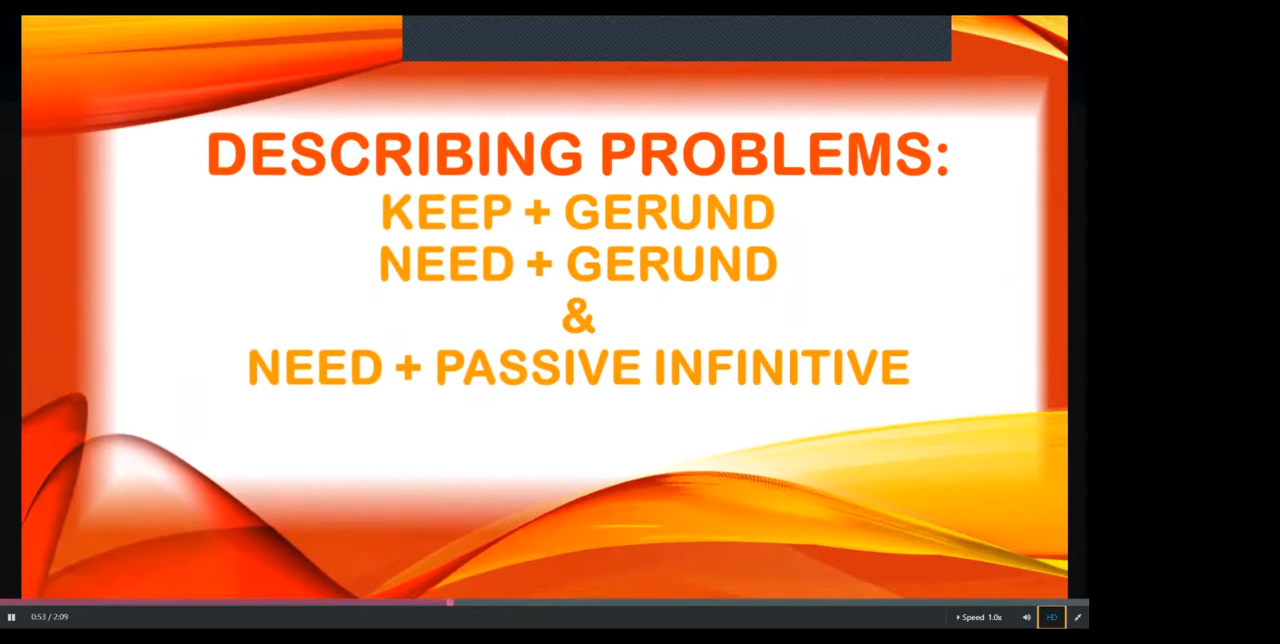 DESCRIBING PROBLEMS:
KEEP + GERUND
NEED + GERUND
&
NEED + PASSIVE INFINITIVE
0:53 / 2:09
Speed 1.0x
HD